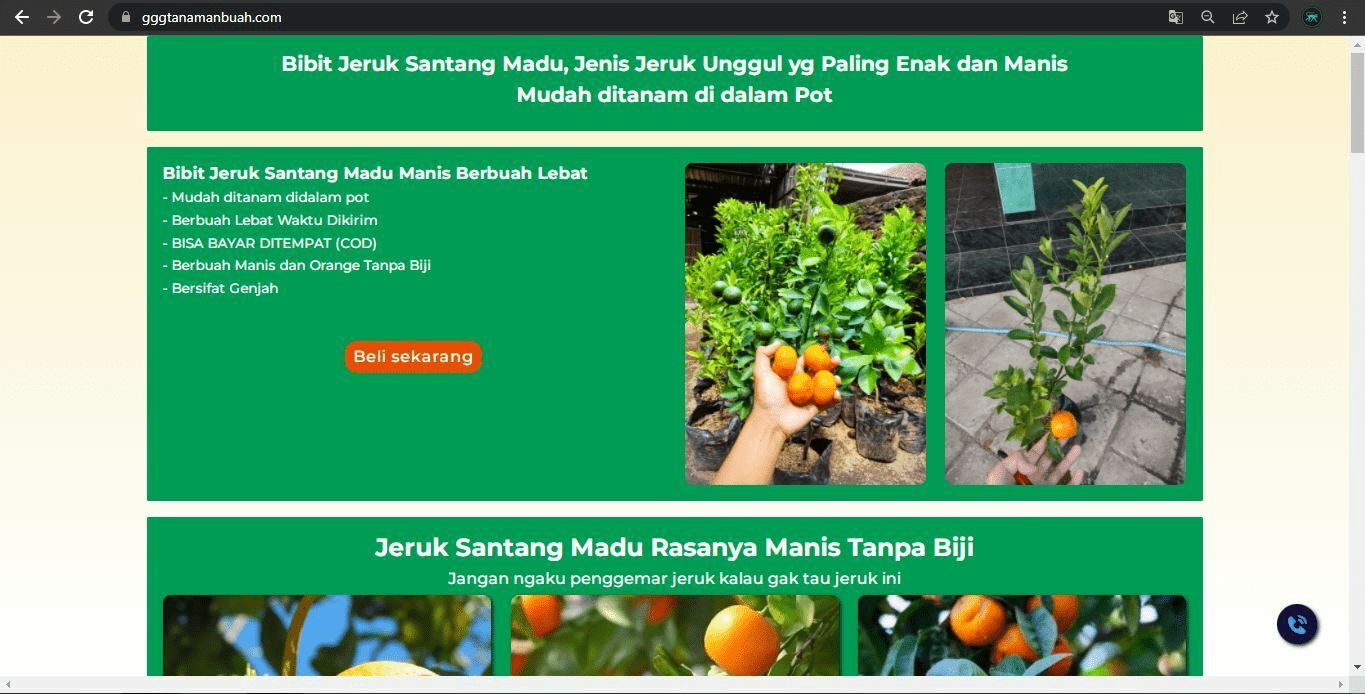 gggtanamanbuah.com
Bibit Jeruk Santang Madu, Jenis Jeruk Unggul yg Paling Enak dan Manis
Mudah ditanam di dalam Pot
Bibit Jeruk Santang Madu Manis Berbuah Lebat
- Mudah ditanam didalam pot
- Berbuah Lebat Waktu Dikirim
- BISA BAYAR DITEMPAT (COD)
- Berbuah Manis dan Orange Tanpa Biji
- Bersifat Genjah
Beli sekarang
Jeruk Santang Madu Rasanya Manis Tanpa Biji
Jangan ngaku penggemar jeruk kalau gak tau jeruk ini